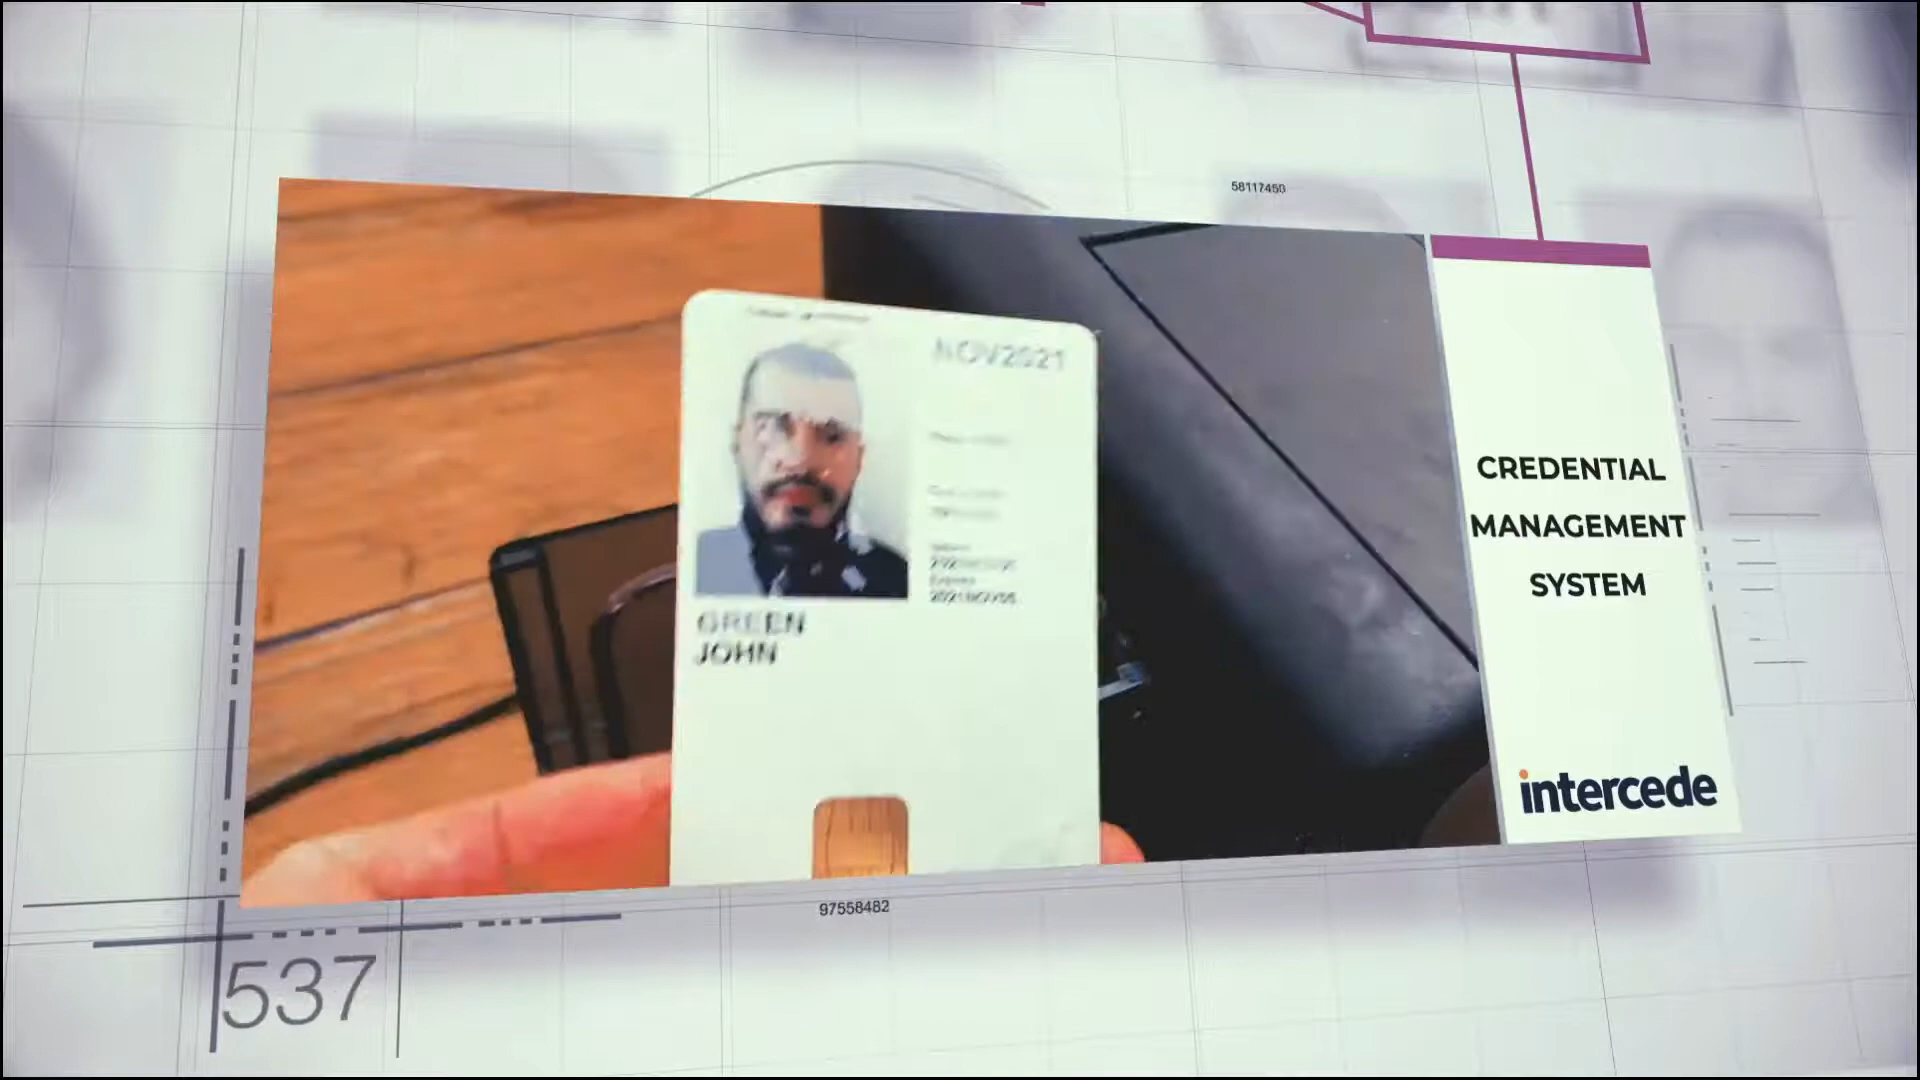 58117450
NOV2021
GREEN
JOHN
CREDENTIAL
MANAGEMENT
SYSTEM
intercede
97558482
537